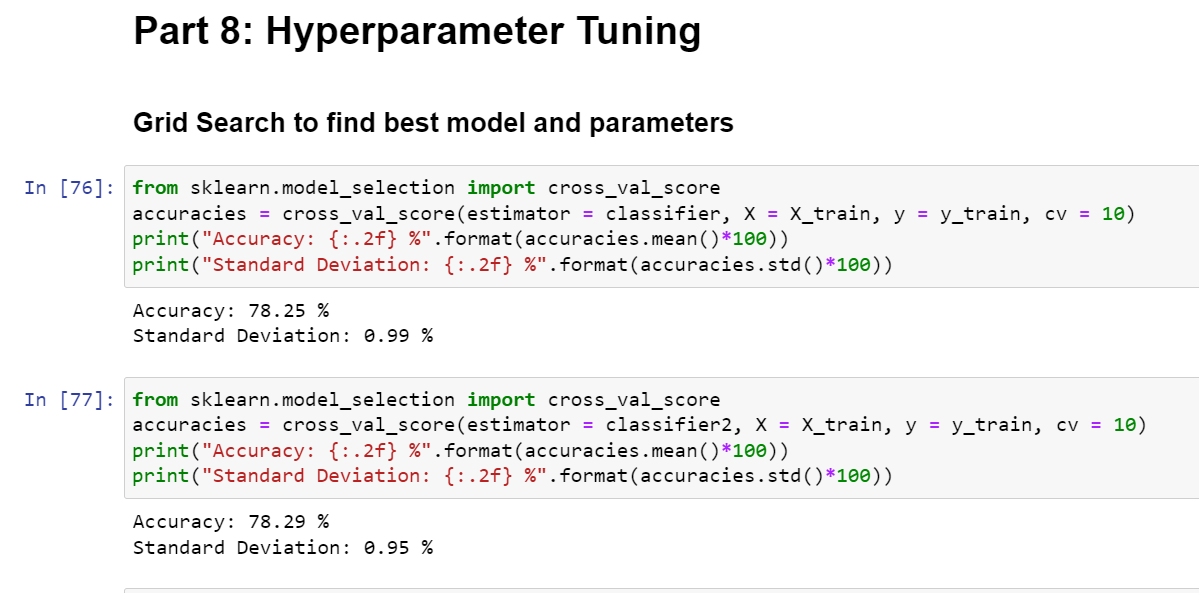 Part 8: Hyperparameter Tuning
Grid Search to find best model and parameters
In [76]:
from sklearn.model_selection import cross_val_score
accuracies = cross_val_score(estimator = classifier, X = X_train, y = y_train, cv = 10)
print("Accuracy: {:.2f} %".format(accuracies.mean()*100))
print("Standard Deviation: {:.2f} %".format(accuracies.std()*100))
Accuracy: 78.25 %
Standard Deviation: 0.99 %
In [77]:
from sklearn.model_selection import cross_val_score
accuracies = cross_val_score(estimator = classifier2, X = X_train, y = y_train, cv = 10)
print("Accuracy: {:.2f} %".format(accuracies.mean()*100))
print("Standard Deviation: {:.2f} %".format(accuracies.std()*100))
Accuracy: 78.29 %
Standard Deviation: 0.95 %